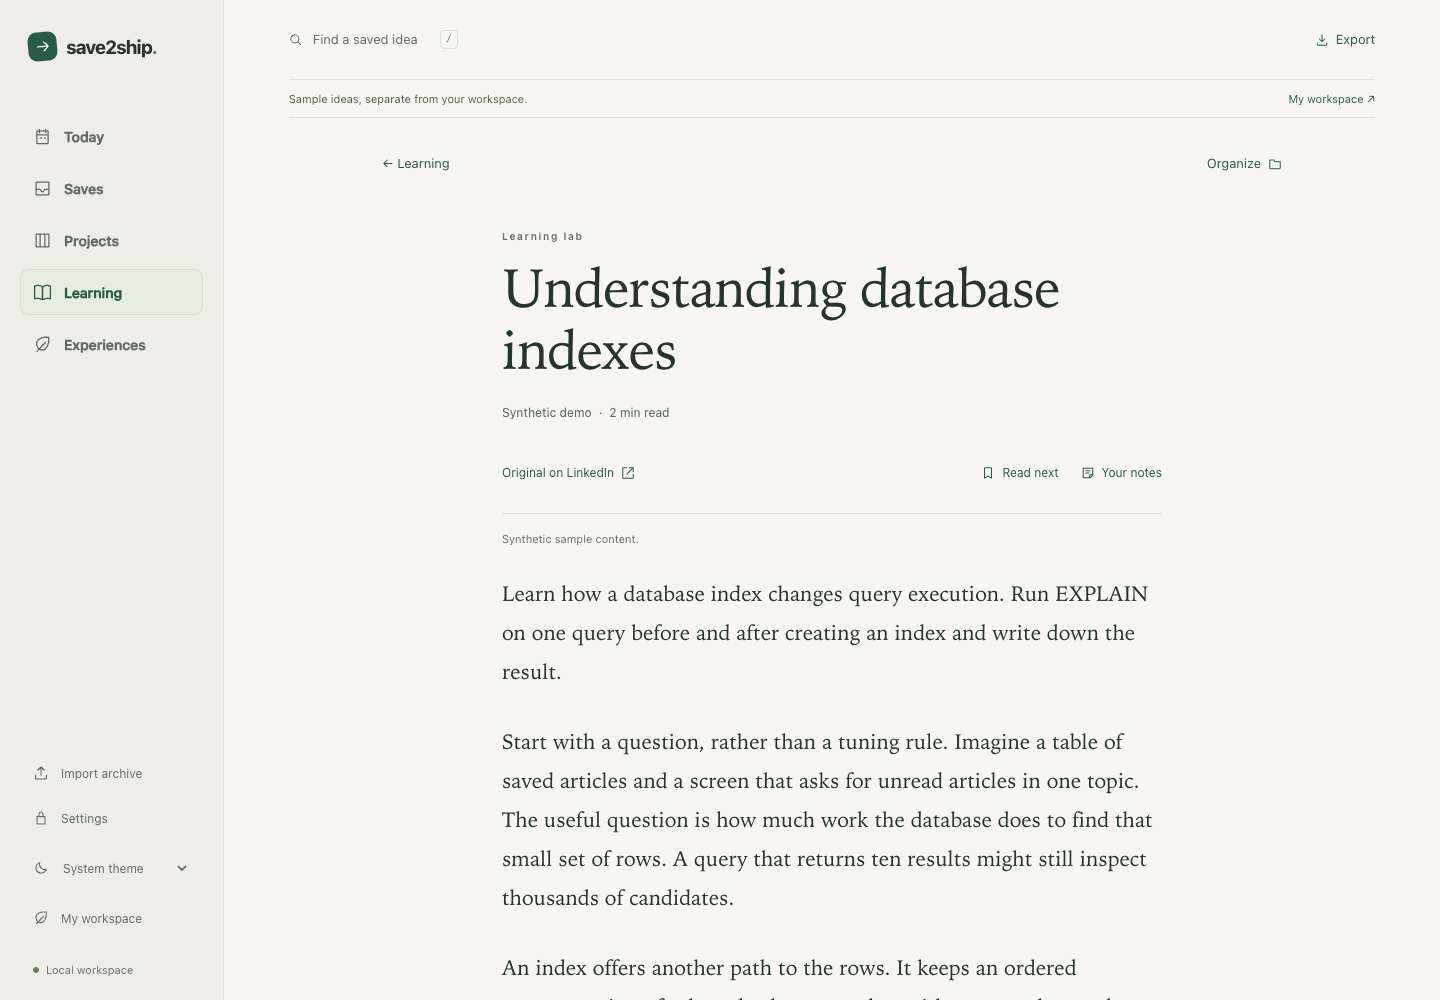 save2ship.
Today
Saves
Projects
Learning
Experiences
Import archive
Settings
System theme
My workspace
Local workspace
Find a saved idea /
Export
Sample ideas, separate from your workspace.
My workspace ↗
← Learning
Organize
Learning lab
Understanding database
indexes
Synthetic demo · 2 min read
Original on LinkedIn
Read next
Your notes
Synthetic sample content.
Learn how a database index changes query execution. Run EXPLAIN
on one query before and after creating an index and write down the
result.
Start with a question, rather than a tuning rule. Imagine a table of
saved articles and a screen that asks for unread articles in one topic.
The useful question is how much work the database does to find that
small set of rows. A query that returns ten results might still inspect
thousands of candidates.
An index offers another path to the rows. It keeps an ordered